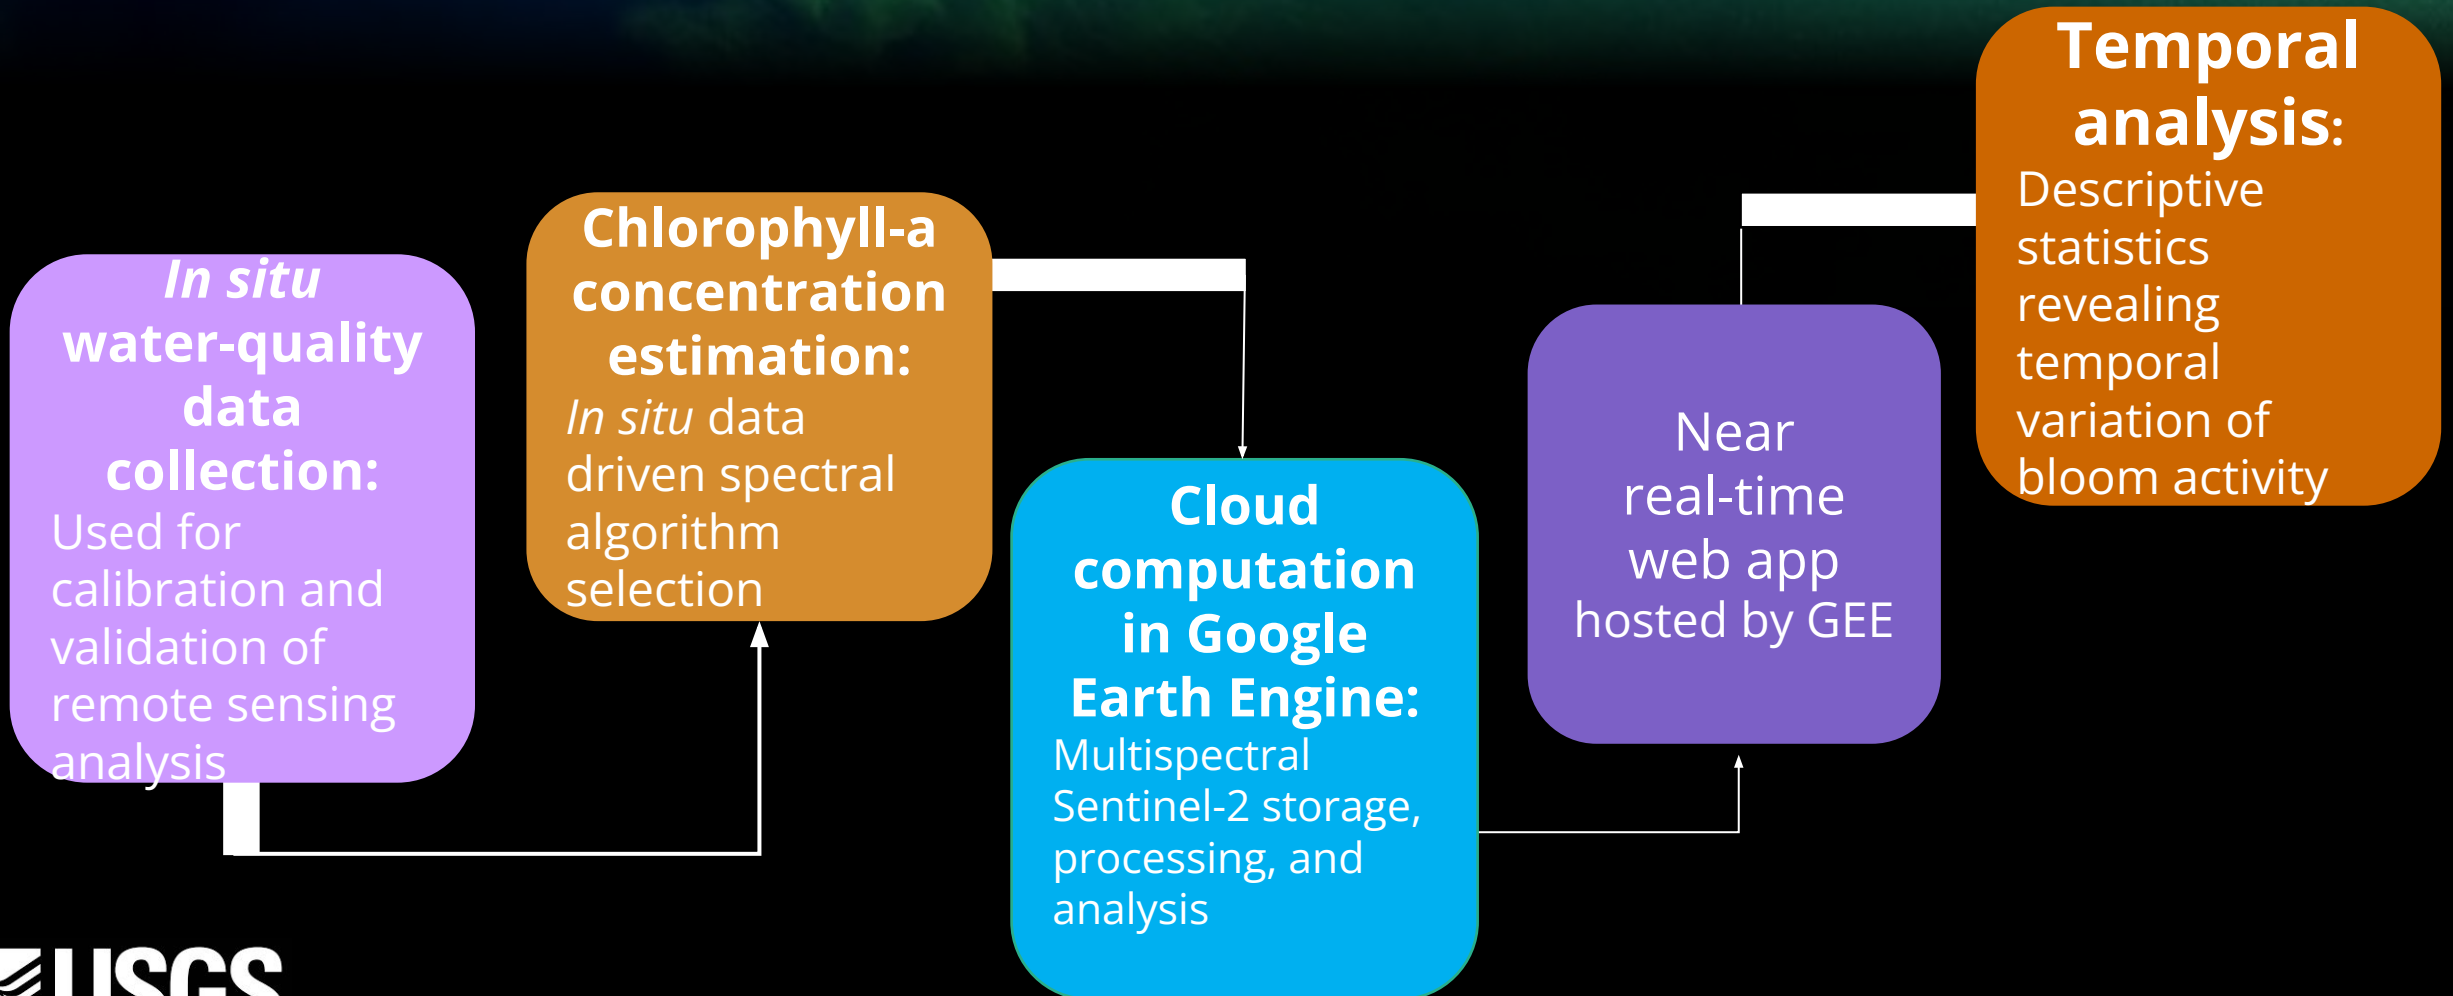 In situ
water-quality
data
collection:
Used for
calibration and
validation of
remote sensing
analysis
Chlorophyll-a
concentration
estimation:
In situ data
driven spectral
algorithm
selection
Cloud
computation
in Google
Earth Engine:
Multispectral
Sentinel-2 storage,
processing, and
analysis
Near
real-time
web app
hosted by GEE
Temporal
analysis:
Descriptive
statistics
revealing
temporal
variation of
bloom activity
USGS